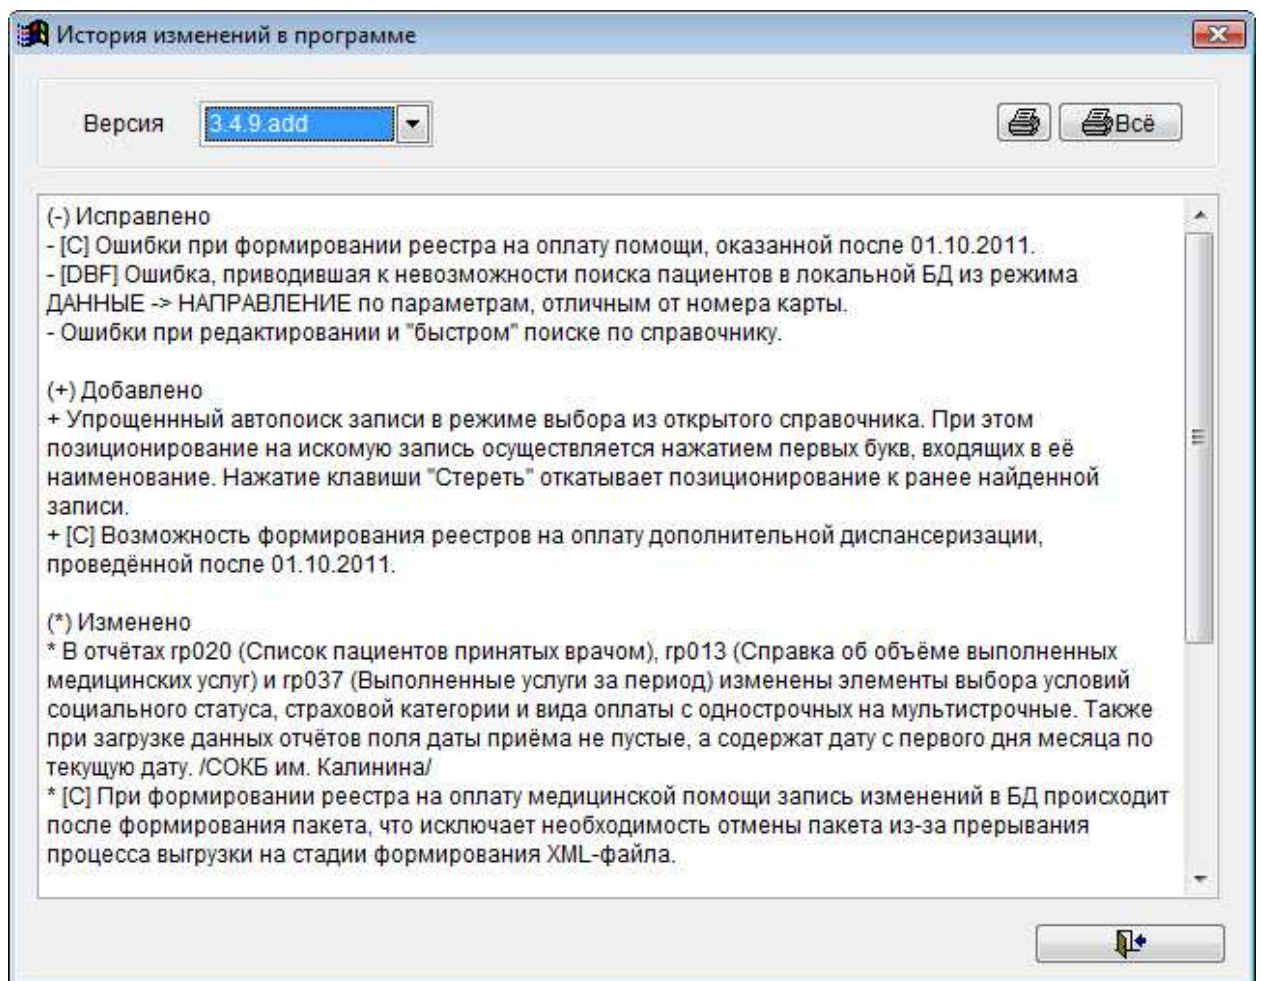 История изменений в программе
Версия 3.4.9.add Всё
(-) Исправлено
- [C] Ошибки при формировании реестра на оплату помощи, оказанной после 01.10.2011.
- [DBF] Ошибка, приводившая к невозможности поиска пациентов в локальной БД из режима
ДАННЫЕ -> НАПРАВЛЕНИЕ по параметрам, отличным от номера карты.
- Ошибки при редактировании и "быстром" поиске по справочнику.
(+) Добавлено
+ Упрощеннный автопоиск записи в режиме выбора из открытого справочника. При этом
позиционирование на искомую запись осуществляется нажатием первых букв, входящих в её
наименование. Нажатие клавиши "Стереть" откатывает позиционирование к ранее найденной
записи.
+ [C] Возможность формирования реестров на оплату дополнительной диспансеризации,
проведённой после 01.10.2011.
(*) Изменено
* В отчётах rp020 (Список пациентов принятых врачом), rp013 (Справка об объёме выполненных
медицинских услуг) и rp037 (Выполненные услуги за период) изменены элементы выбора условий
социального статуса, страховой категории и вида оплаты с однострочных на мультистрочные. Также
при загрузке данных отчётов поля даты приёма не пустые, а содержат дату с первого дня месяца по
текущую дату. /СОКБ им. Калинина/
* [C] При формировании реестра на оплату медицинской помощи запись изменений в БД происходит
после формирования пакета, что исключает необходимость отмены пакета из-за прерывания
процесса выгрузки на стадии формирования XML-файла.